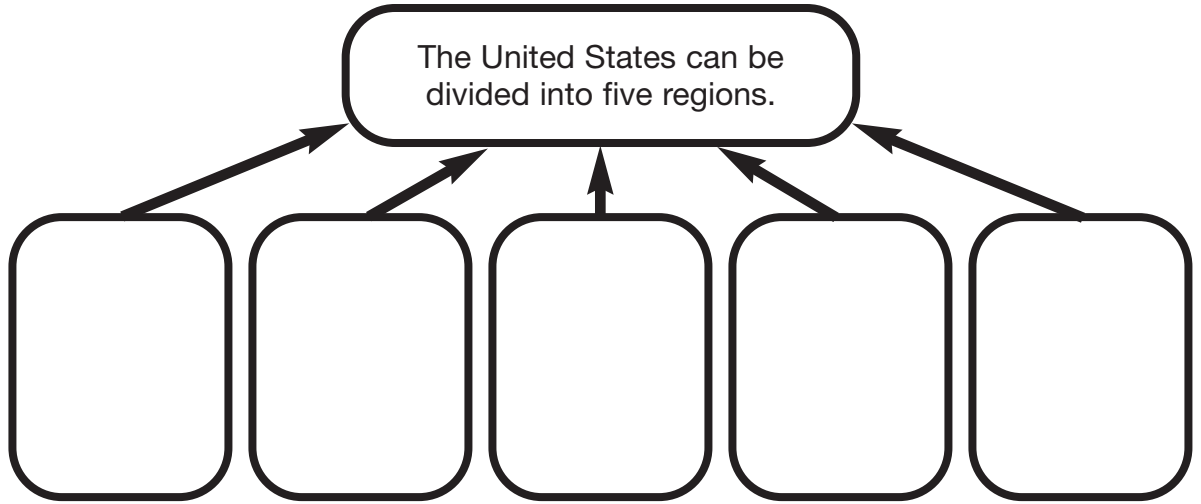 The United States can be
divided into five regions.